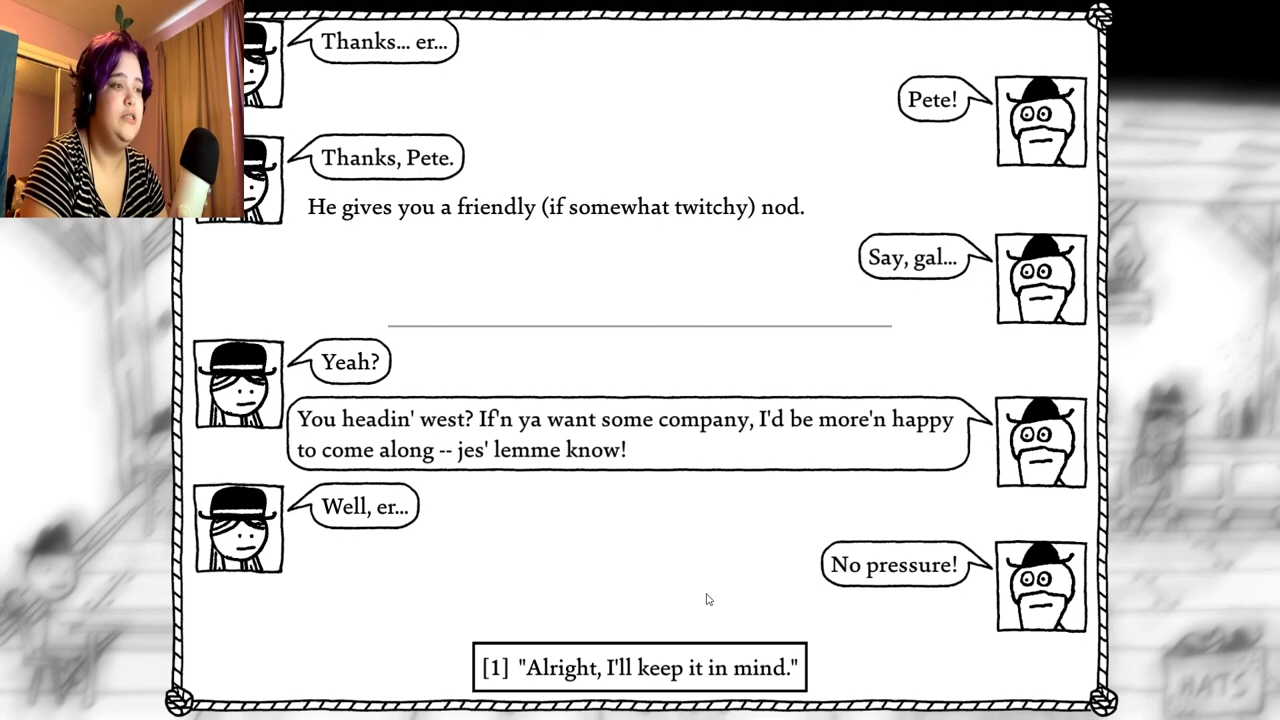 Thanks... er...
Pete!
Thanks, Pete.
He gives you a friendly (if somewhat twitchy) nod.
Say, gal...
Yeah?
You headin' west? If'n ya want some company, I'd be more'n happy
to come along -- jes' lemme know!
Well, er...
No pressure!
[1] "Alright, I'll keep it in mind."
HATS